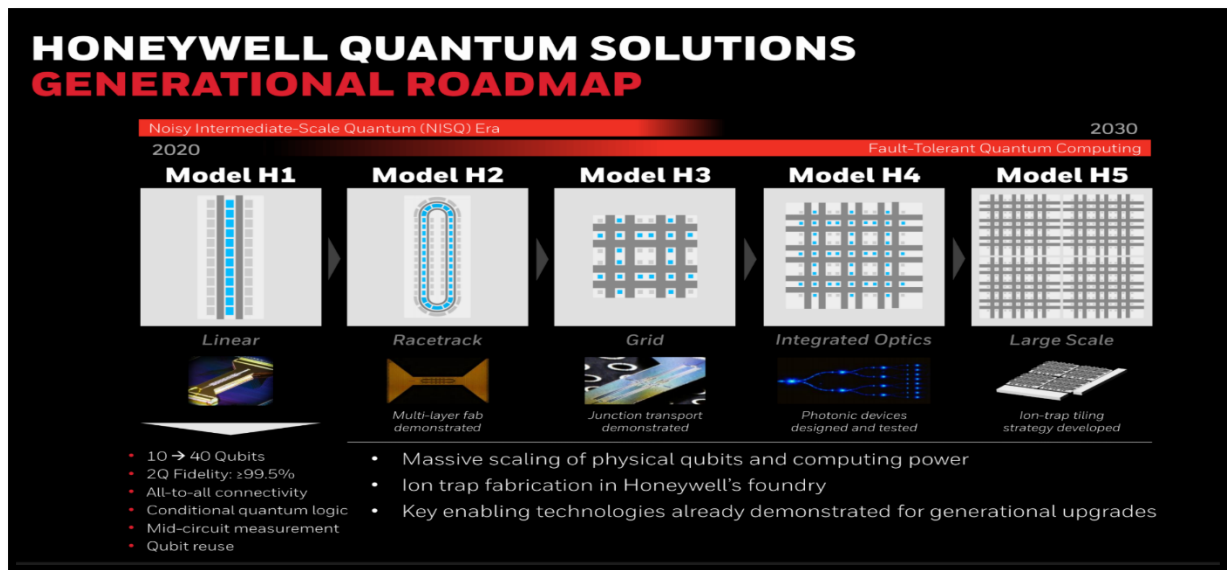 HONEYWELL QUANTUM SOLUTIONS
GENERATIONAL ROADMAP
Noisy Intermediate-Scale Quantum (NISQ) Era
2030
2020
Fault-Tolerant Quantum Computing
Model H1
Model H2
Model H3
Model H4
Model H5
Linear
Racetrack
Grid
Integrated Optics
Large Scale
Multi-layer fab
demonstrated
Junction transport
demonstrated
Photonic devices
designed and tested
Ion-trap tiling
strategy developed
• 10 → 40 Qubits
• 2Q Fidelity: ≥99.5%
• All-to-all connectivity
• Conditional quantum logic
• Mid-circuit measurement
• Qubit reuse
• Massive scaling of physical qubits and computing power
• Ion trap fabrication in Honeywell's foundry
• Key enabling technologies already demonstrated for generational upgrades